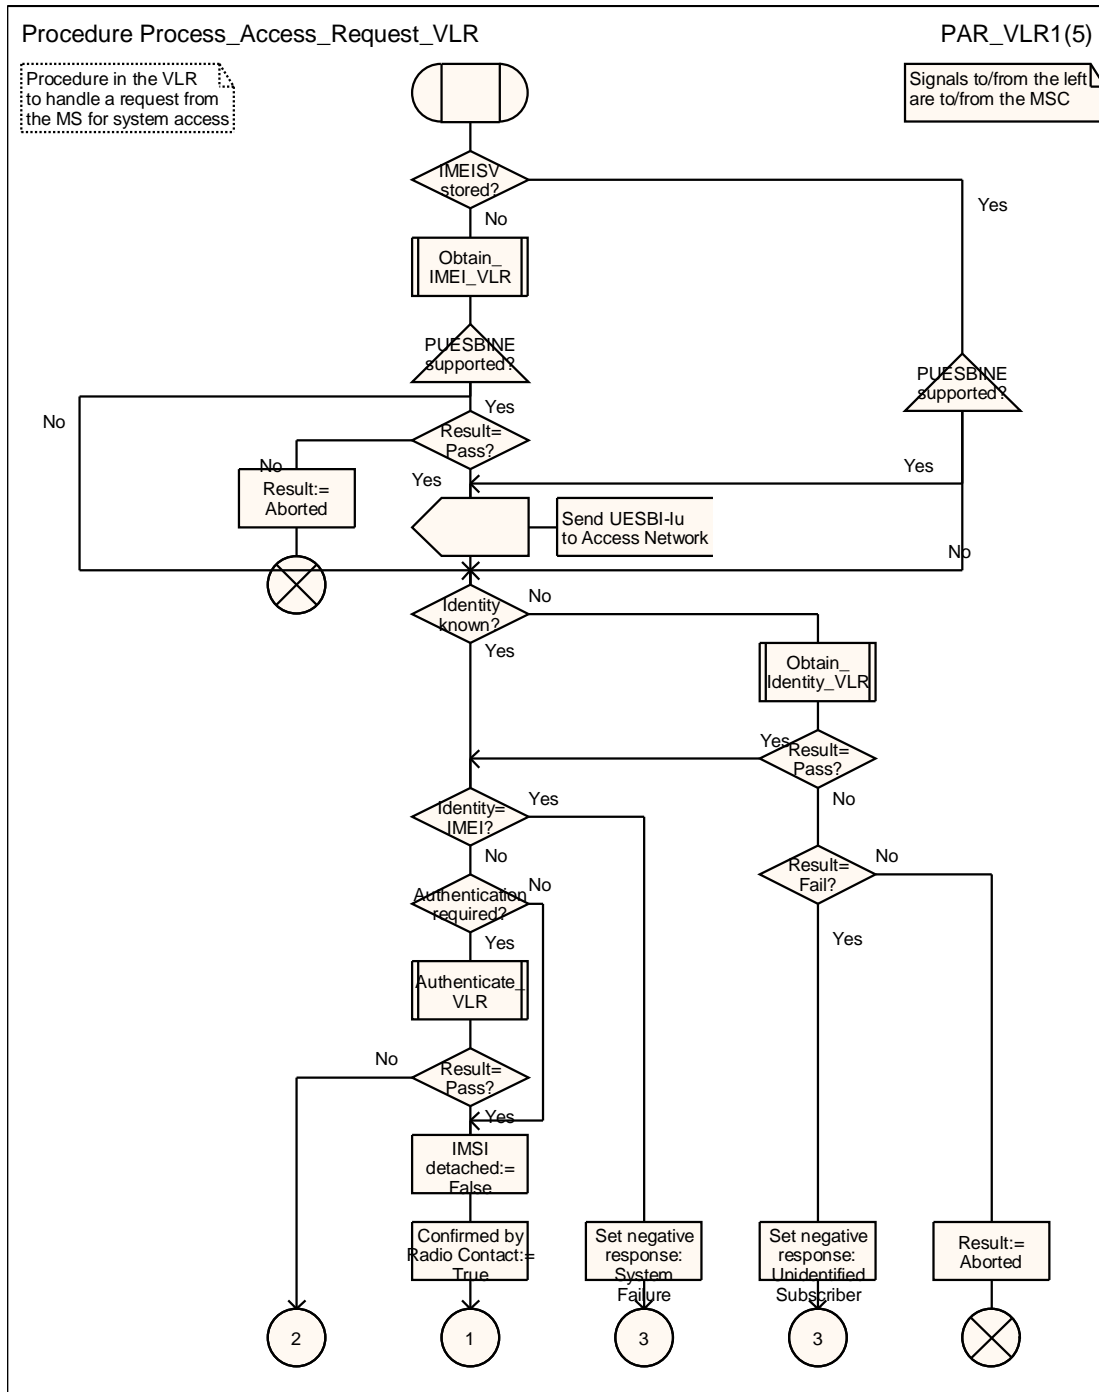 Procedure Process_Access_Request_VLR
PAR_VLR1(5)
Procedure in the VLR
to handle a request from
the MS for system access
Signals to/from the left
are to/from the MSC
IMEISV
stored?
Yes
No
Obtain_
IMEI_VLR
PUESBINE
supported?
PUESBINE
supported?
No
Yes
Result=
Pass?
No
Yes
Yes
Result:=
Aborted
Send UESBI-Iu
to Access Network
No
Identity
known?
No
Yes
Obtain_
Identity_VLR
Yes
Result=
Pass?
No
Identity=
IMEI?
Yes
No
Result=
Fail?
No
Yes
Authentication
required?
No
Yes
Authenticate_
VLR
No
Result=
Pass?
Yes
IMSI
detached:=
False
Confirmed by
Radio Contact:=
True
Set negative
response:
System
Failure
Set negative
response:
Unidentified
Subscriber
Result:=
Aborted
2
1
3
3